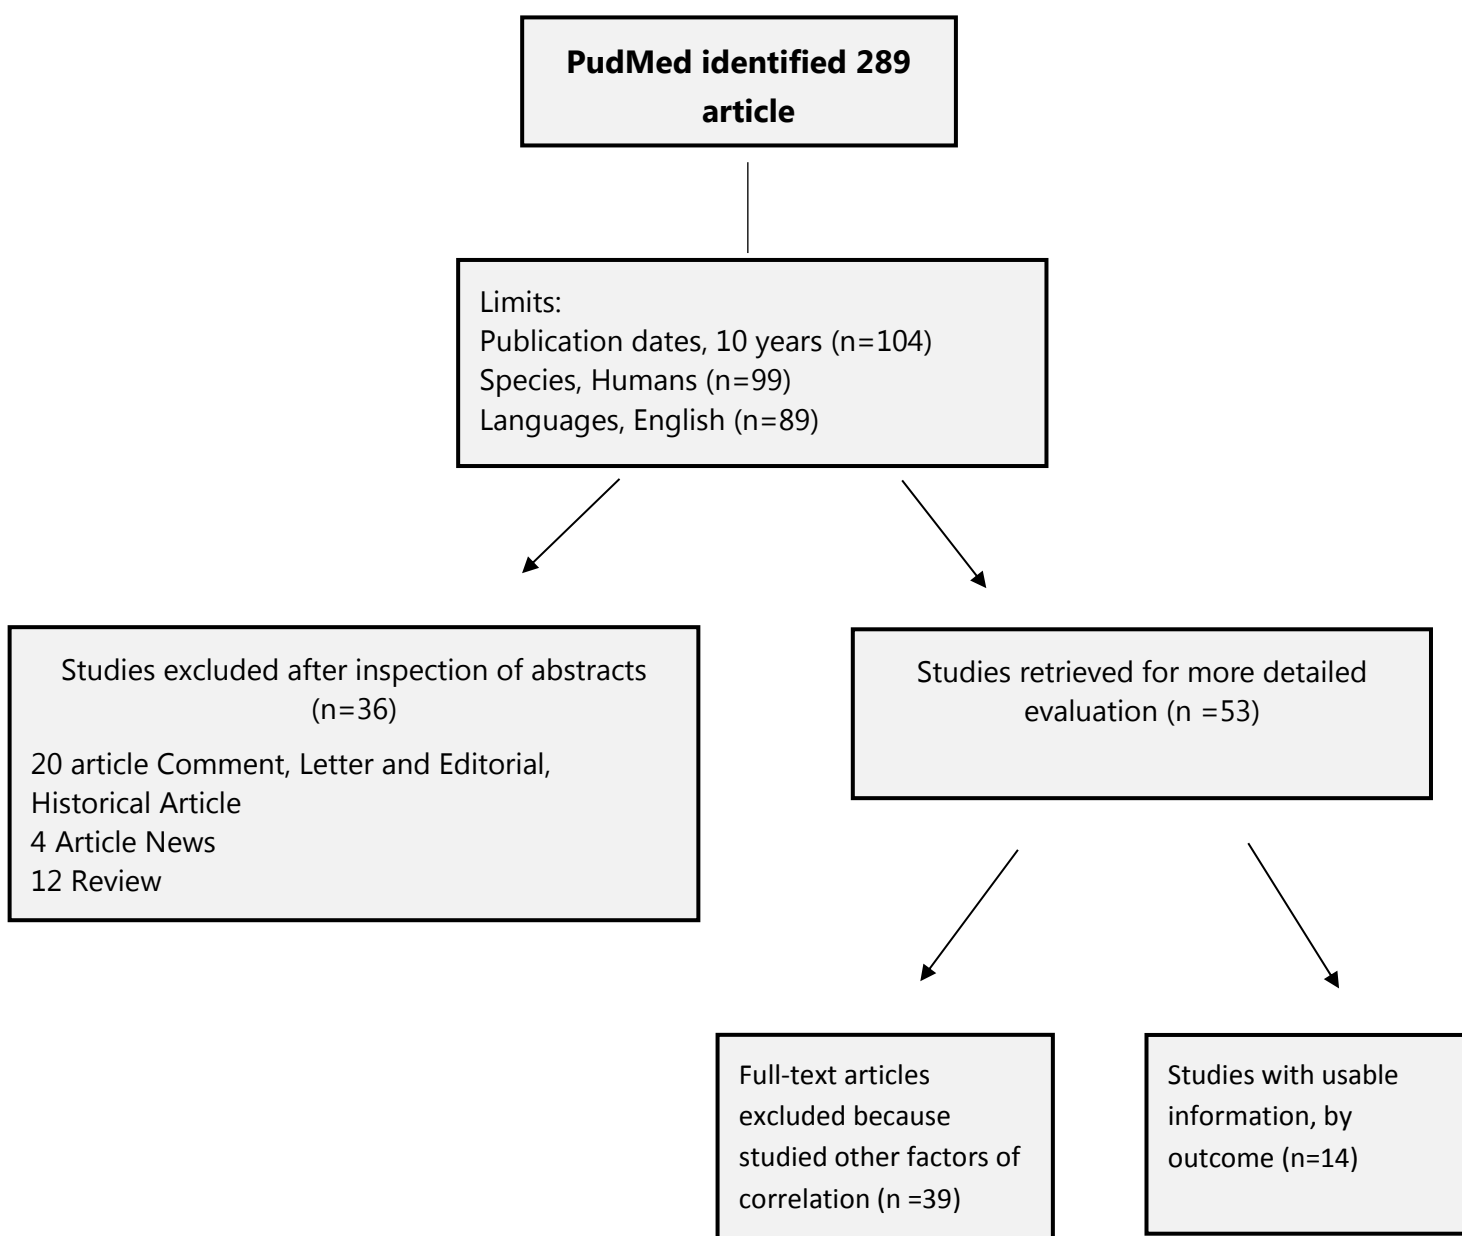 PudMed identified 289
article
Limits:
Publication dates, 10 years (n=104)
Species, Humans (n=99)
Languages, English (n=89)
Studies excluded after inspection of abstracts
(n=36)
20 article Comment, Letter and Editorial,
Historical Article
4 Article News
12 Review
Studies retrieved for more detailed
evaluation (n =53)
Full-text articles
excluded because
studied other factors of
correlation (n =39)
Studies with usable
information, by
outcome (n=14)